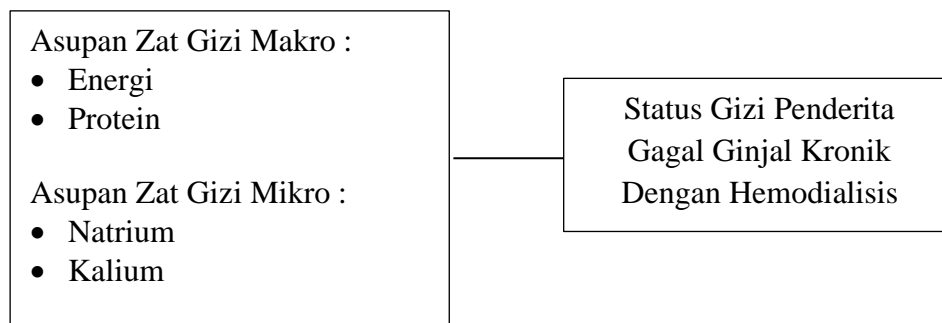 Asupan Zat Gizi Makro :
• Energi
• Protein
Asupan Zat Gizi Mikro :
• Natrium
• Kalium
Status Gizi Penderita
Gagal Ginjal Kronik
Dengan Hemodialisis